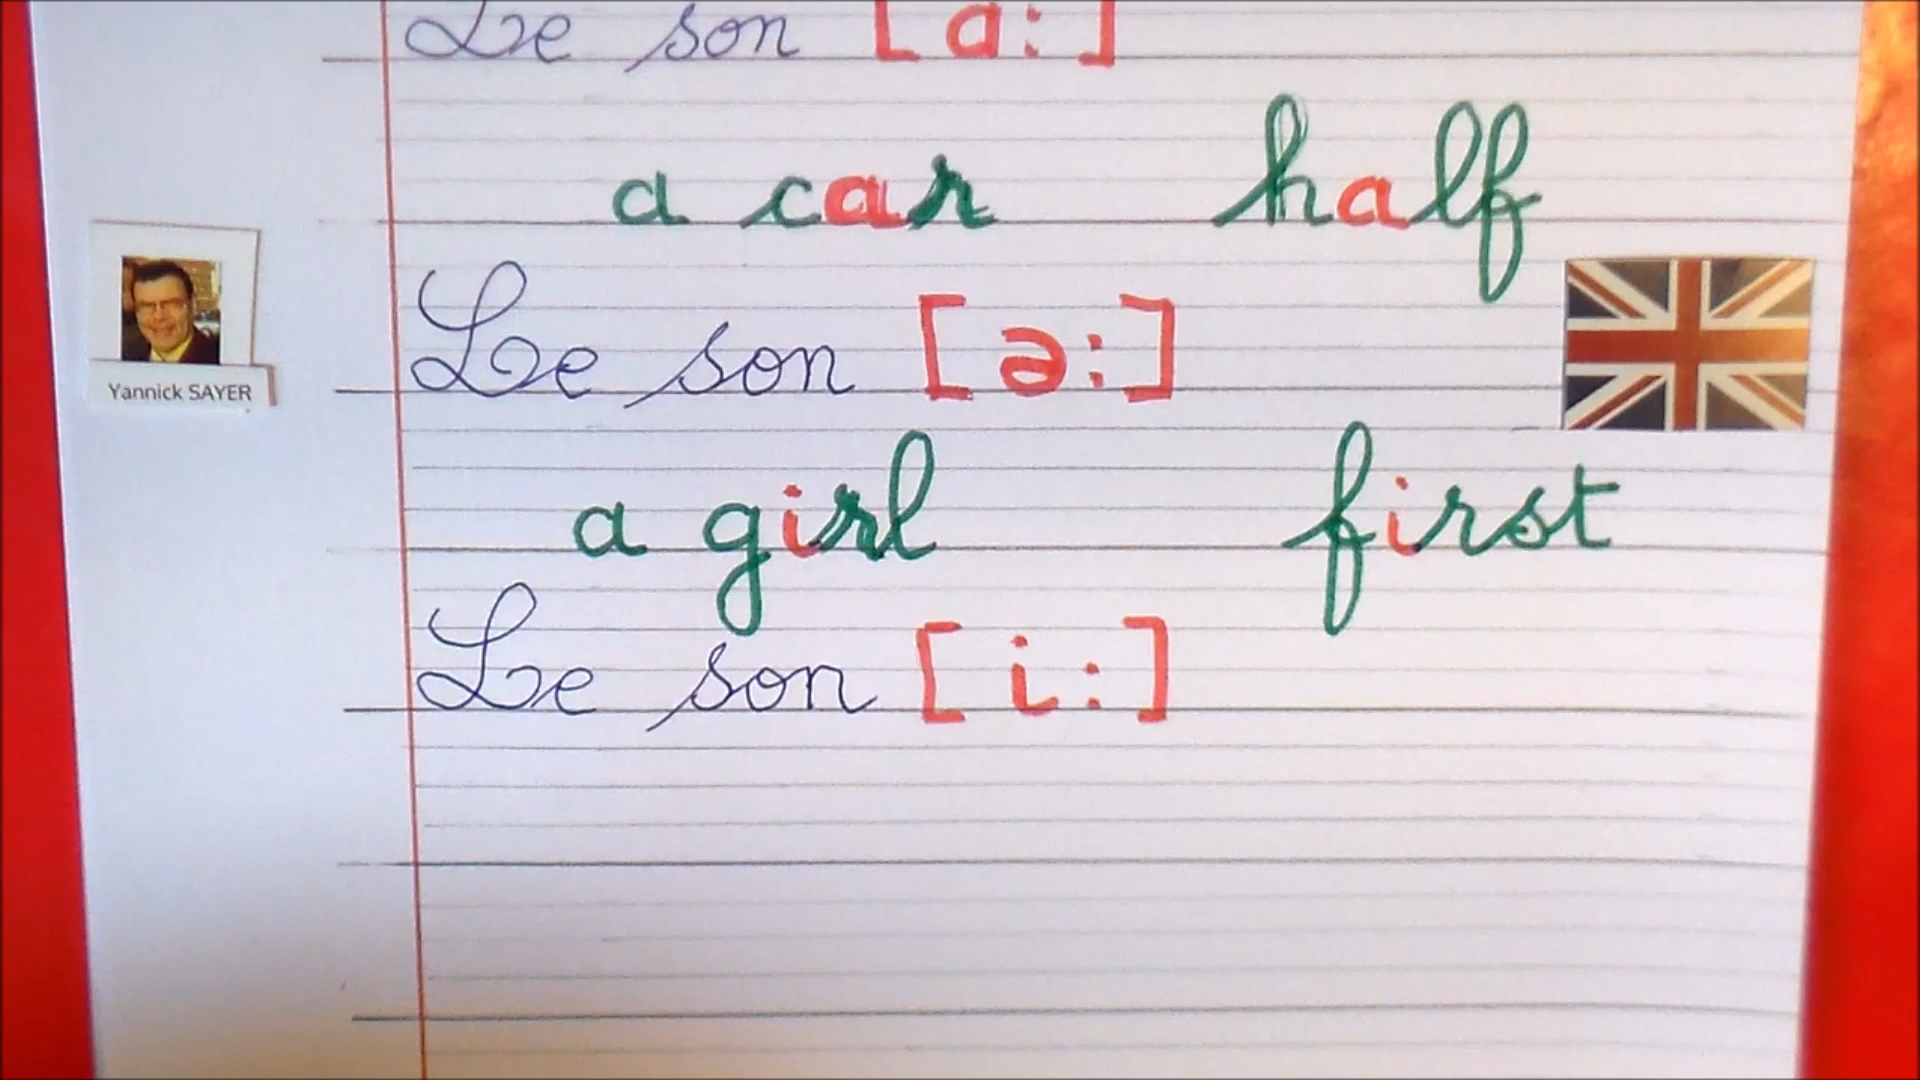 Le son [a:]
a car half
Le son [ə:]
Yannick SAYER
a girl first
Le son [i:]